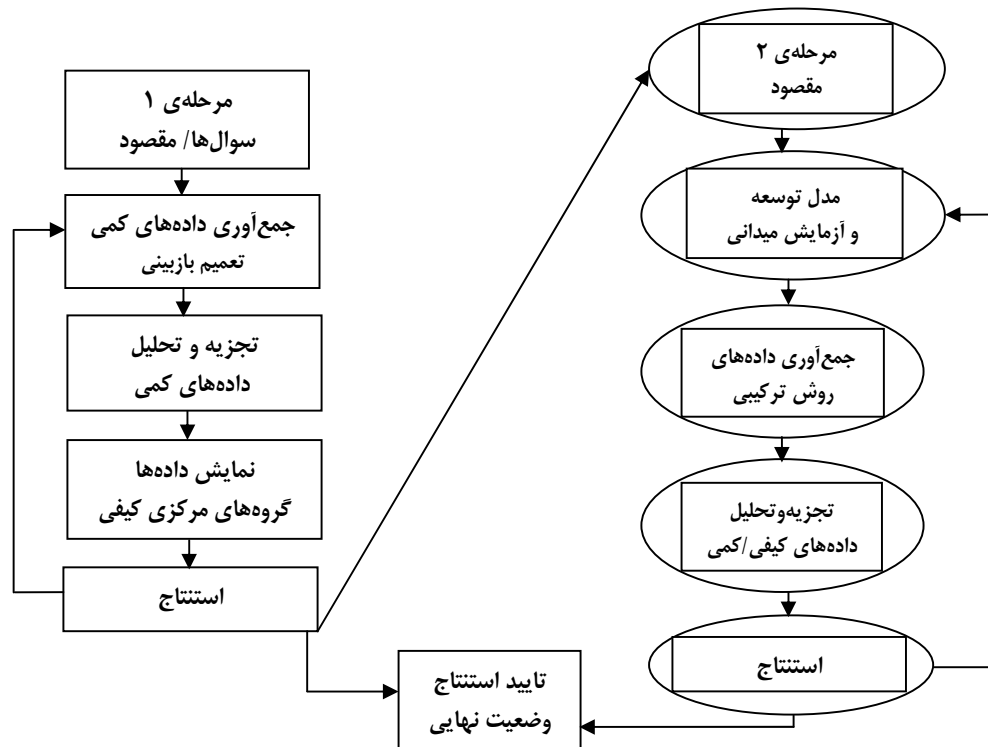 مرحله‌ی ۱
سوال‌ها/ مقصود
جمع‌آوری داده‌های کمی
تعمیم بازبینی
تجزیه و تحلیل
داده‌های کمی
نمایش داده‌ها
گروه‌های مرکزی کیفی
استنتاج
مرحله‌ی ۲
مقصود
مدل توسعه
و آزمایش میدانی
جمع‌آوری داده‌های
روش ترکیبی
تجزیه‌وتحلیل
داده‌های کیفی/کمی
استنتاج
تایید استنتاج
وضعیت نهایی